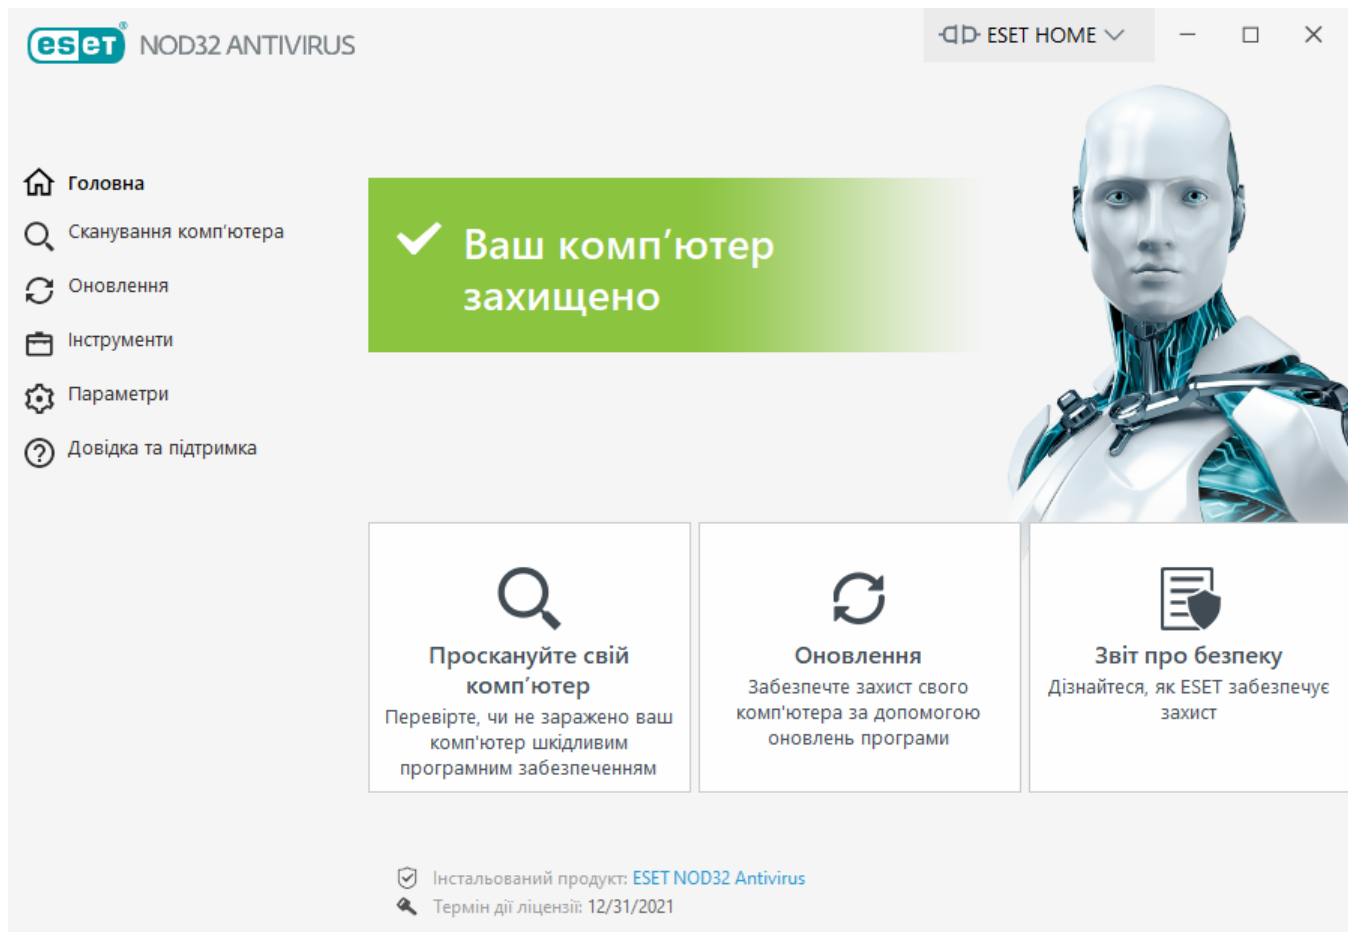 eset® NOD32 ANTIVIRUS
ESET HOME
Головна
Сканування комп'ютера
Оновлення
Інструменти
Параметри
Довідка та підтримка
Ваш комп’ютер
захищено
Проскануйте свій
комп’ютер
Перевірте, чи не заражено ваш
комп'ютер шкідливим
програмним забезпеченням
Оновлення
Забезпечте захист свого
комп'ютера за допомогою
оновлень програми
Звіт про безпеку
Дізнайтеся, як ESET забезпечує
захист
Інстальований продукт: ESET NOD32 Antivirus
Термін дії ліцензії: 12/31/2021